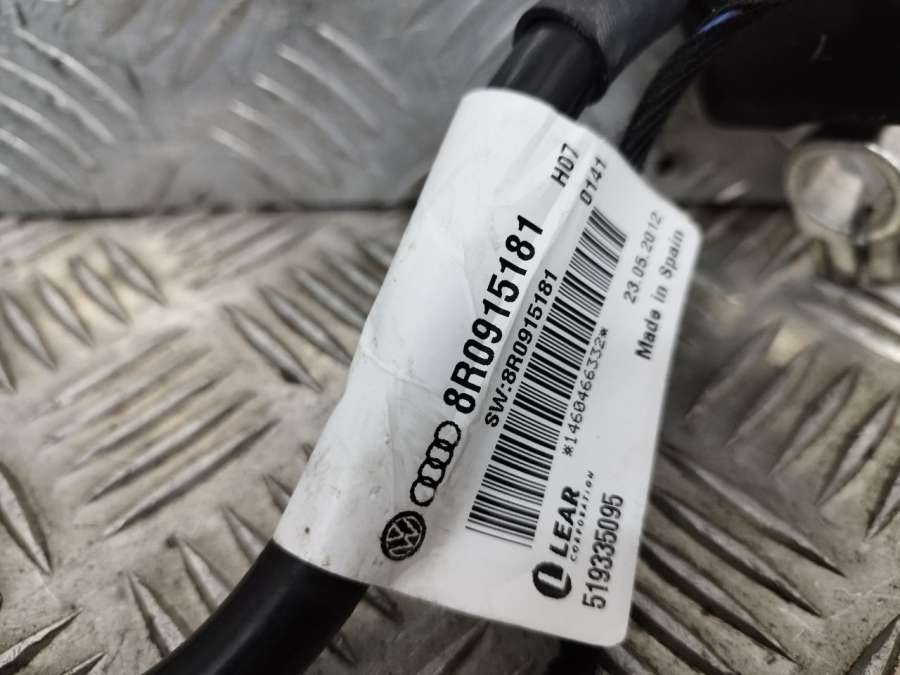 8R0915181
H07
SW:8R0915181
0141
*1460466332*
23.05.2012
Made in Spain
LEAR
CORPORATION
519335095